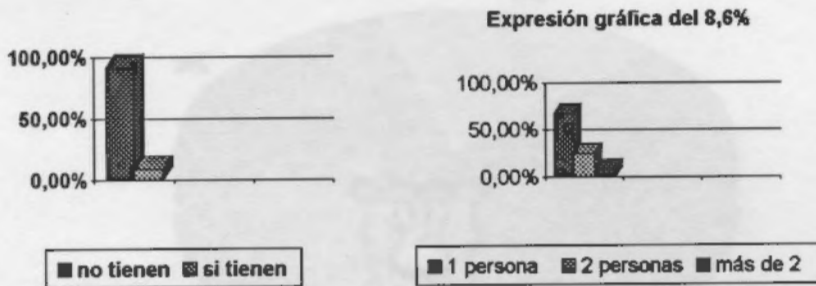 Expresión gráfica del 8,6%
100,00%
50,00%
0,00%
no tienen si tienen
100,00%
50,00%
0,00%
1 persona 2 personas más de 2